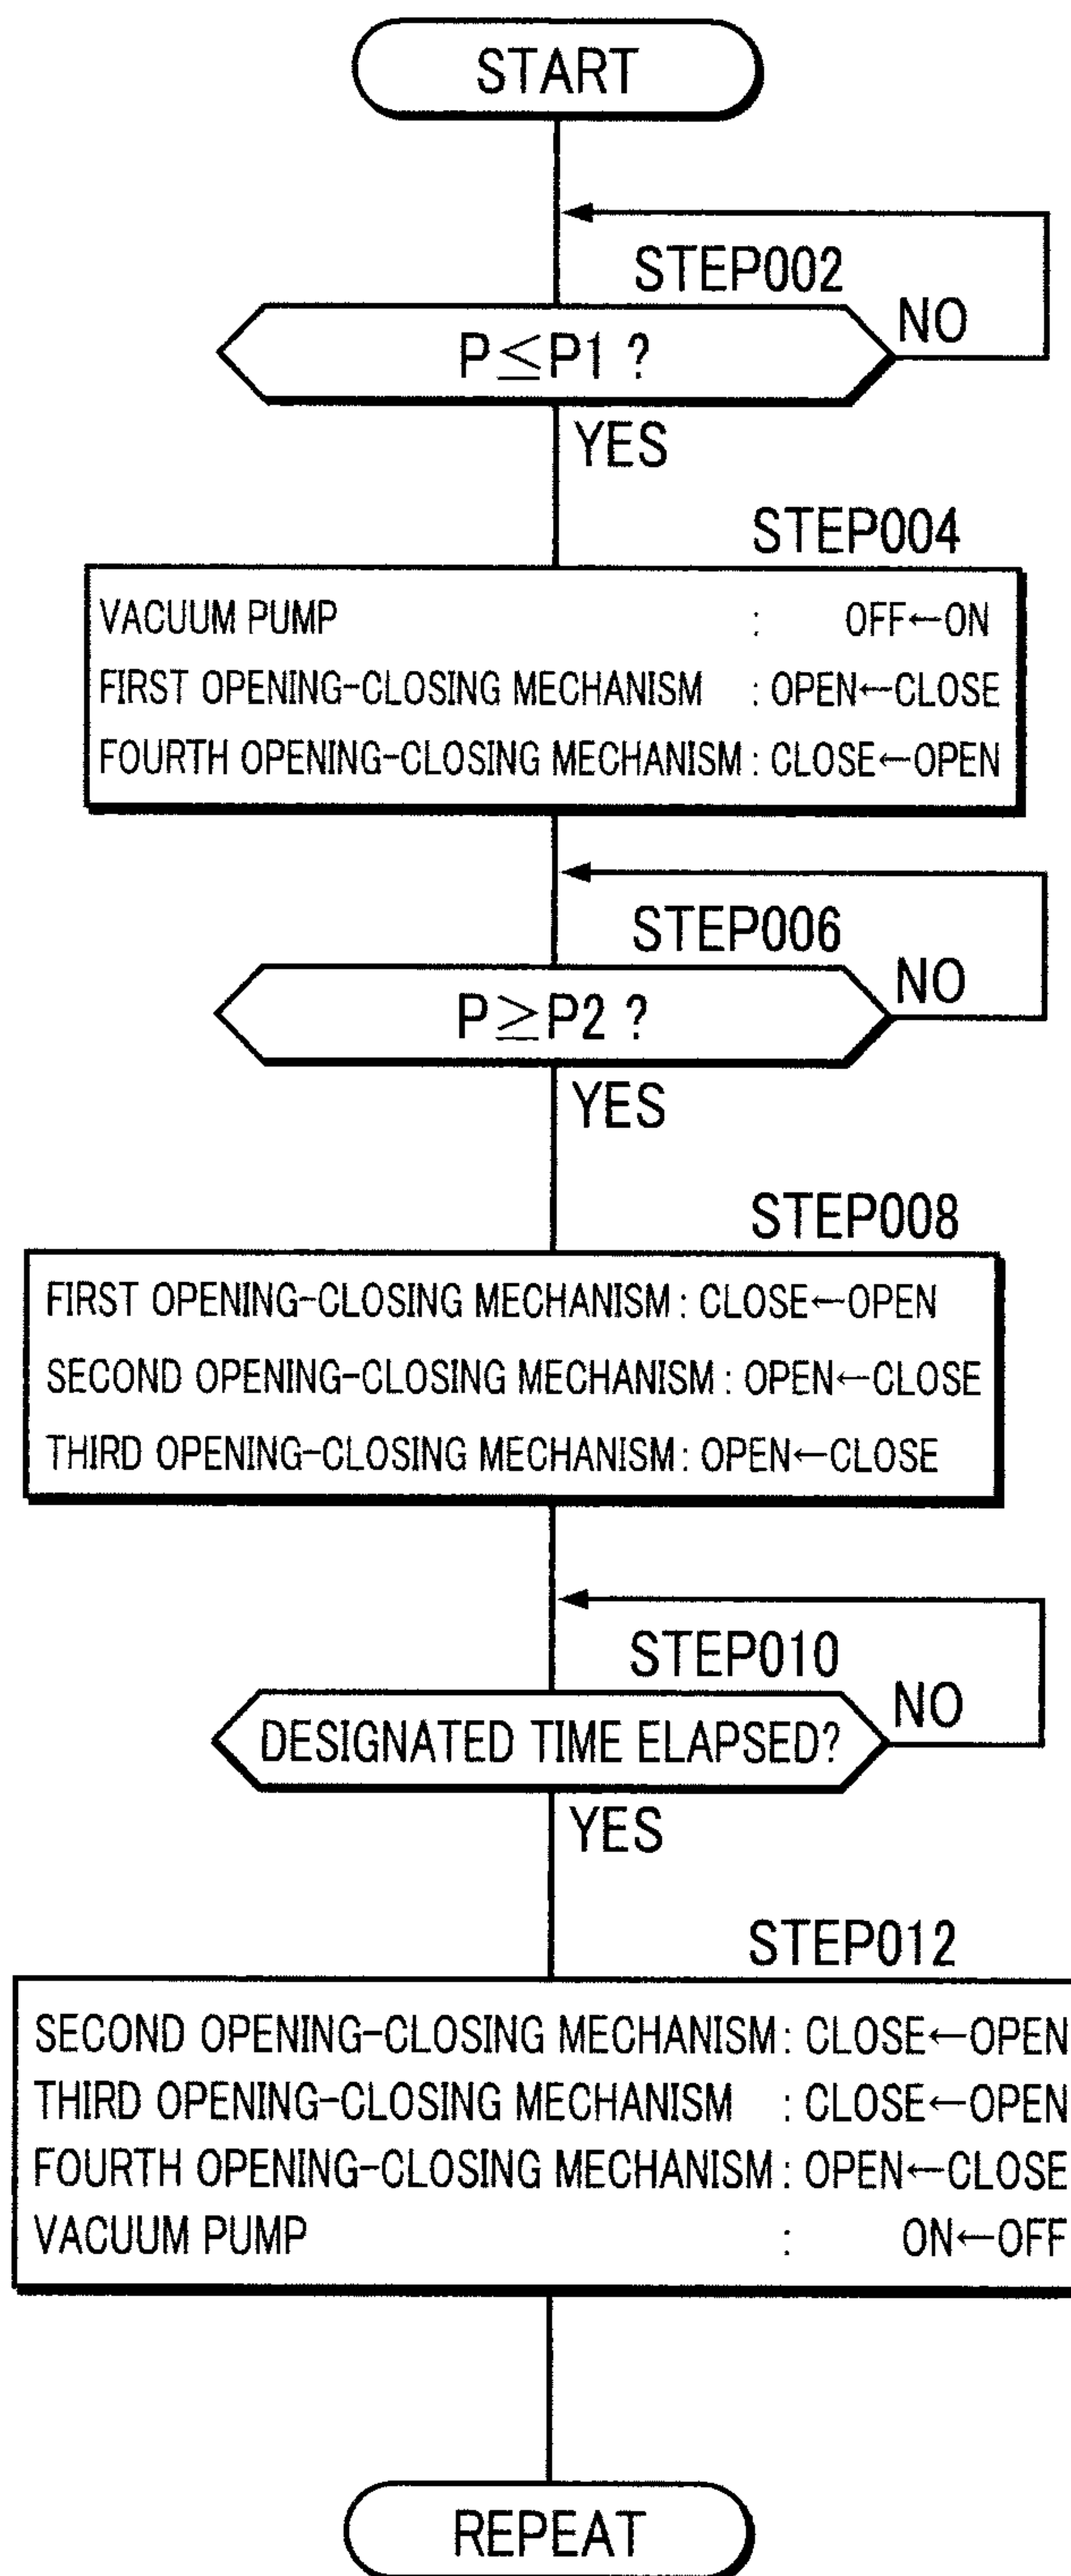 START
STEP002
P≦P1 ?
NO
YES
STEP004
VACUUM PUMP : OFF←ON
FIRST OPENING-CLOSING MECHANISM : OPEN←CLOSE
FOURTH OPENING-CLOSING MECHANISM : CLOSE←OPEN
STEP006
P≧P2 ?
NO
YES
STEP008
FIRST OPENING-CLOSING MECHANISM : CLOSE←OPEN
SECOND OPENING-CLOSING MECHANISM : OPEN←CLOSE
THIRD OPENING-CLOSING MECHANISM : OPEN←CLOSE
STEP010
DESIGNATED TIME ELAPSED?
NO
YES
STEP012
SECOND OPENING-CLOSING MECHANISM : CLOSE←OPEN
THIRD OPENING-CLOSING MECHANISM : CLOSE←OPEN
FOURTH OPENING-CLOSING MECHANISM : OPEN←CLOSE
VACUUM PUMP : ON←OFF
REPEAT